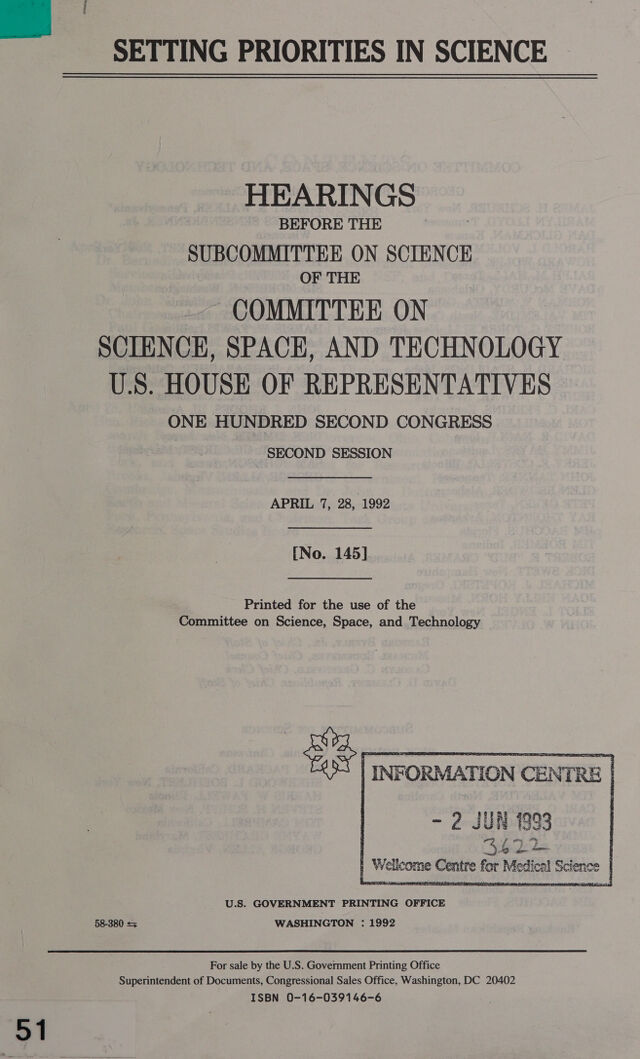 SETTING PRIORITIES IN SCIENCE
HEARINGS
BEFORE THE
SUBCOMMITTEE ON SCIENCE
OF THE
COMMITTEE ON
SCIENCE, SPACE, AND TECHNOLOGY
U.S. HOUSE OF REPRESENTATIVES
ONE HUNDRED SECOND CONGRESS
SECOND SESSION
APRIL 7, 28, 1992
[No. 145]
Printed for the use of the
Committee on Science, Space, and Technology
INFORMATION CENTRE
- 2 JUN 1993
3622
Wellcome Centre for Medical Science
U.S. GOVERNMENT PRINTING OFFICE
58-380 WASHINGTON : 1992
For sale by the U.S. Government Printing Office
Superintendent of Documents, Congressional Sales Office, Washington, DC 20402
ISBN 0-16-039146-6
51